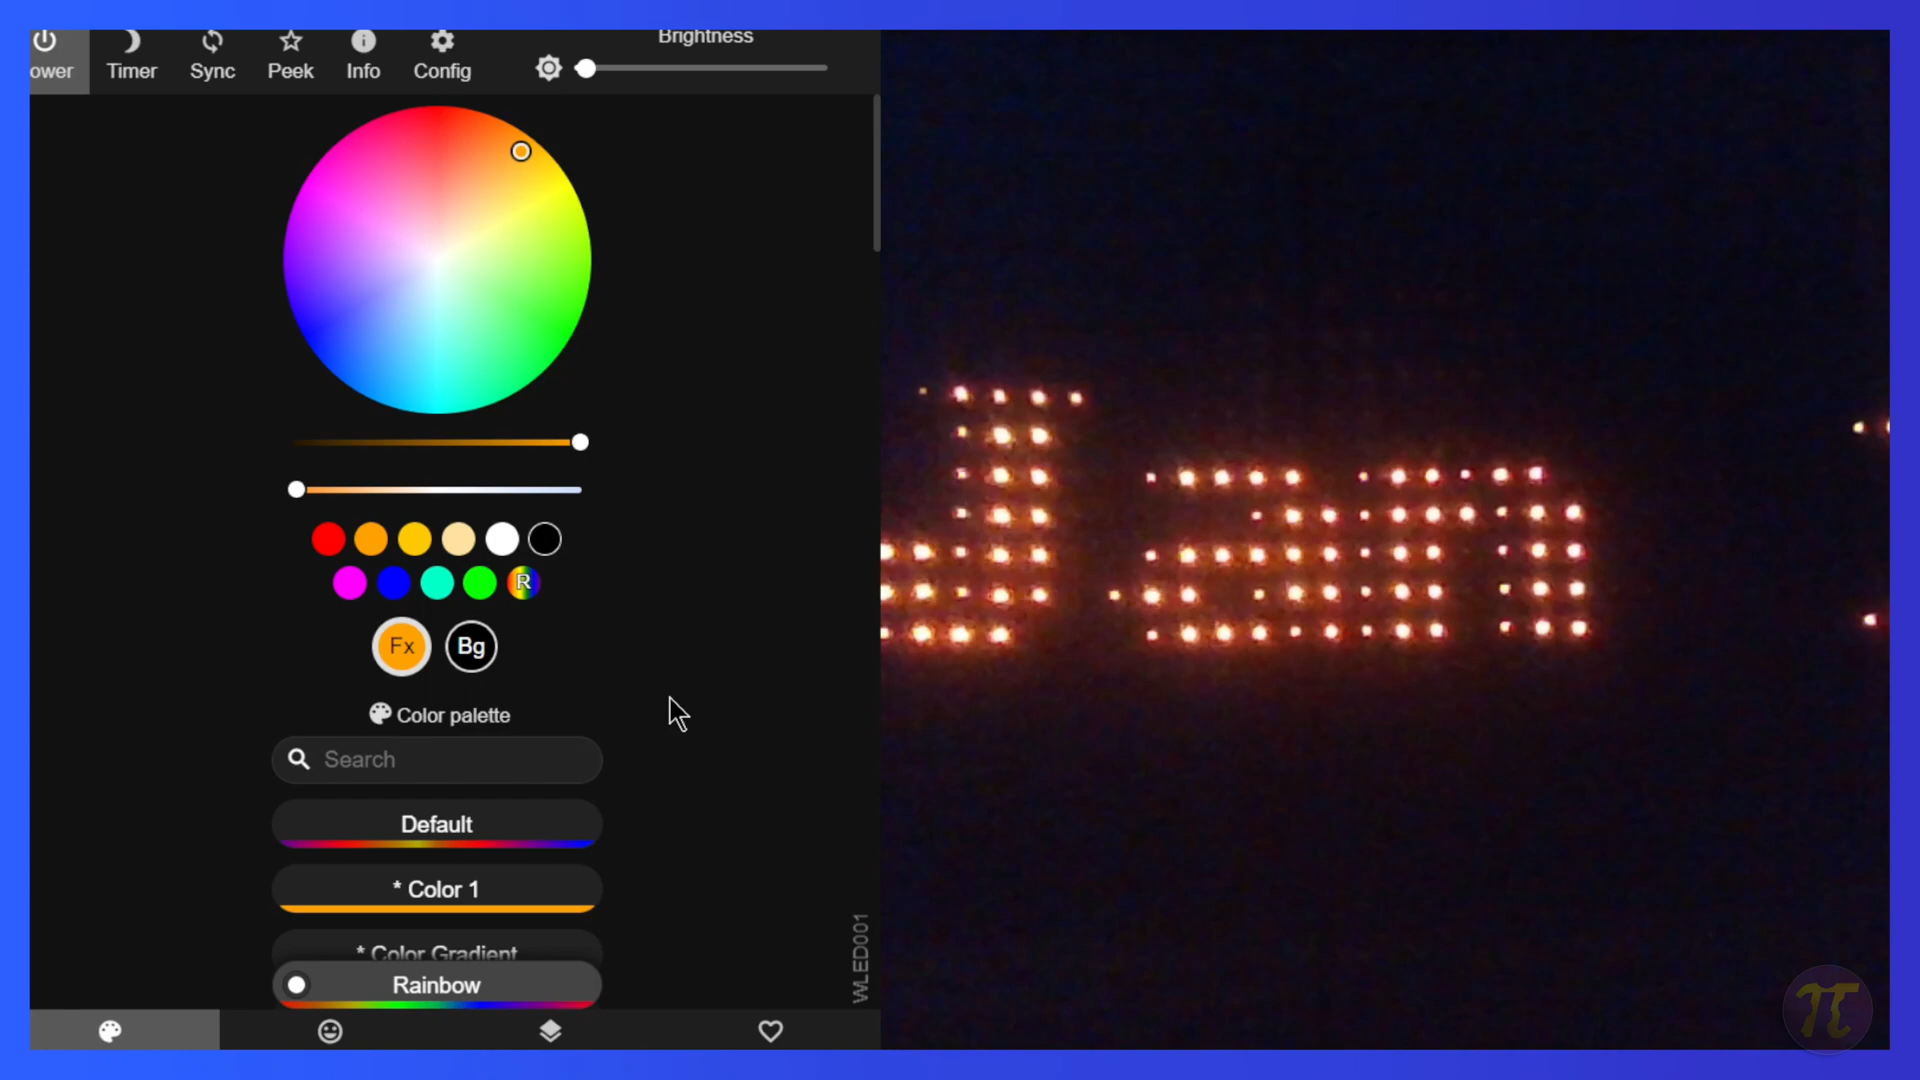 ower
Timer
Sync
Peek
Info
Config
Brightness
R
Fx
Bg
Color palette
Search
Default
* Color 1
* Color Gradient
Rainbow
WLED001
Jan
π